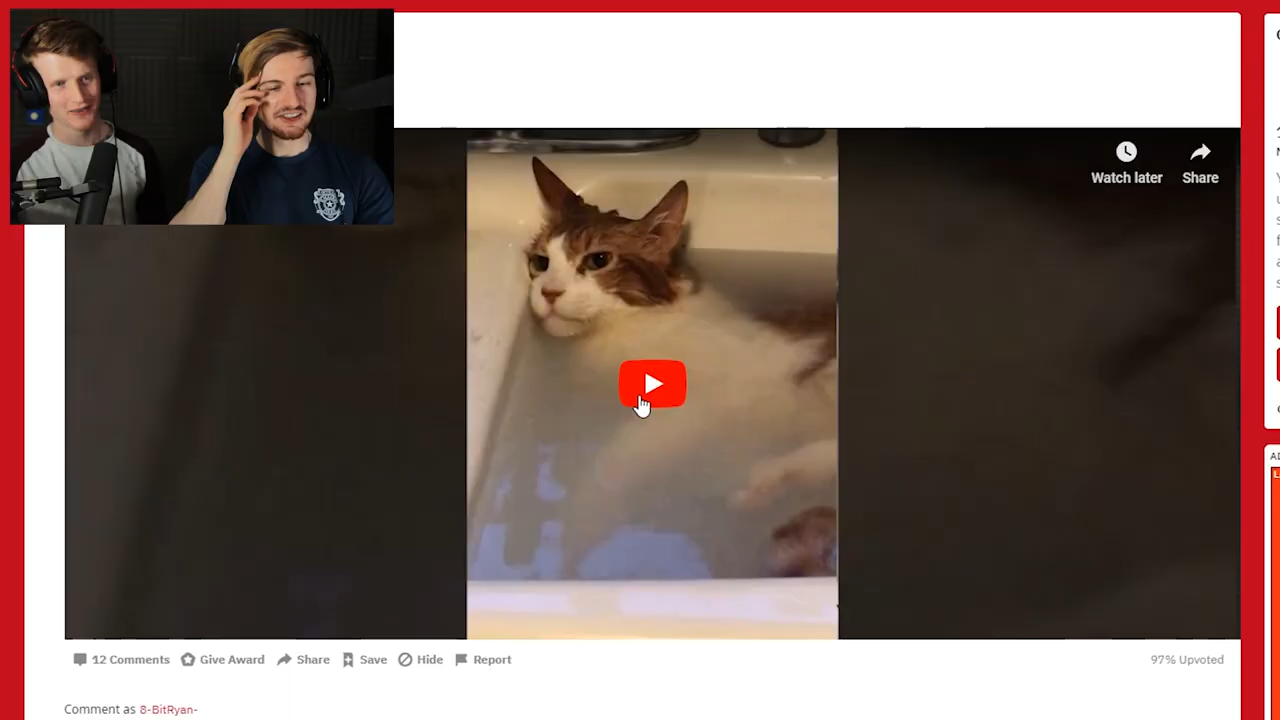 Watch later
Share
12 Comments
Give Award
Share
Save
Hide
Report
97% Upvoted
Comment as 8-BitRyan-